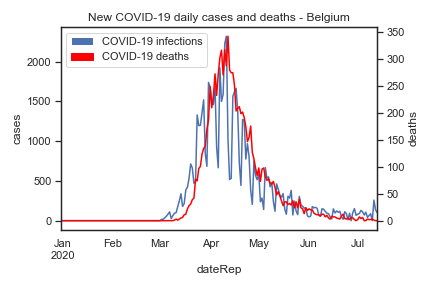 New COVID-19 daily cases and deaths - Belgium
COVID-19 infections
COVID-19 deaths
cases
2000
1500
1000
500
0
deaths
350
300
250
200
150
100
50
0
Jan Feb Mar Apr May Jun Jul
2020
dateRep